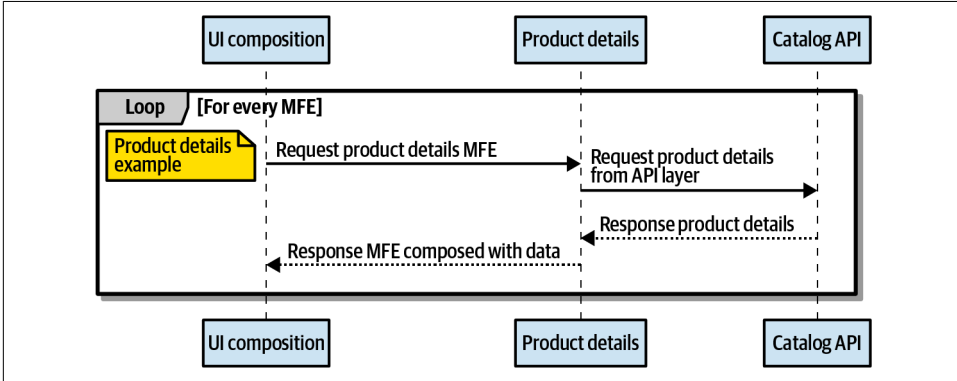 UI composition
Product details
Catalog API
Loop
[For every MFE]
Product details
example
Request product details MFE
Request product details
from API layer
Response product details
Response MFE composed with data
UI composition
Product details
Catalog API